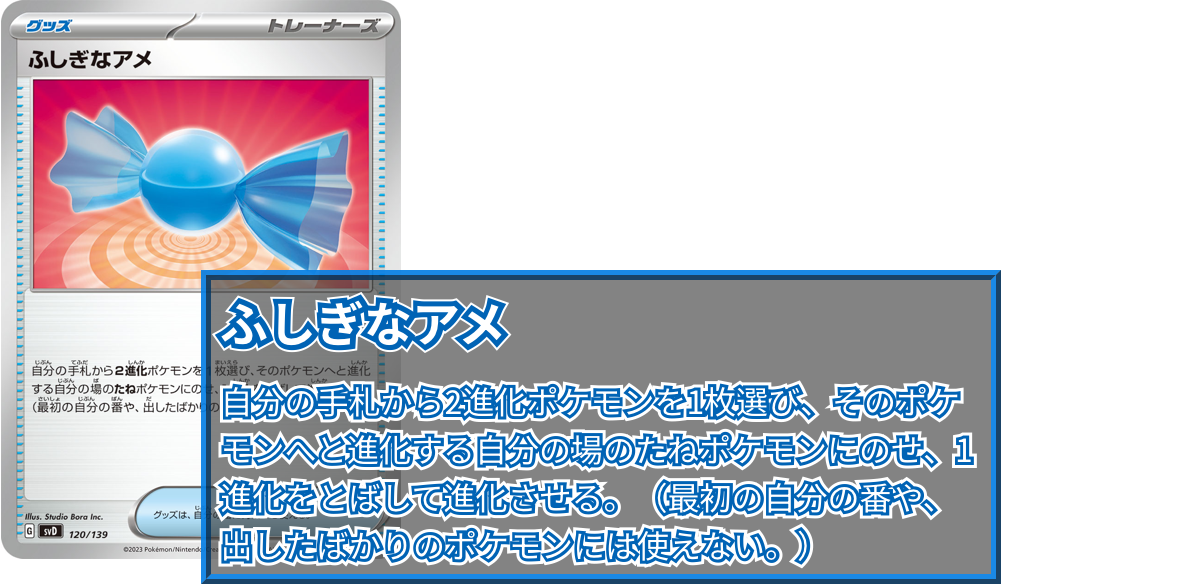 グッズ
トレーナーズ
ふしぎなアメ
自分の手札から2進化ポケモンを1枚選び、そのポケモンへと進化
する自分の場のたねポケモンにのせ、
(最初の自分の番や、出したばかりの
グッズは、自分の
Illus. Studio Bora Inc.
G svD 120/139
©2023 Pokémon/Nintendo
ふしぎなアメ
自分の手札から2進化ポケモンを1枚選び、そのポケ
モンへと進化する自分の場のたねポケモンにのせ、1
進化をとばして進化させる。（最初の自分の番や、
出したばかりのポケモンには使えない。）